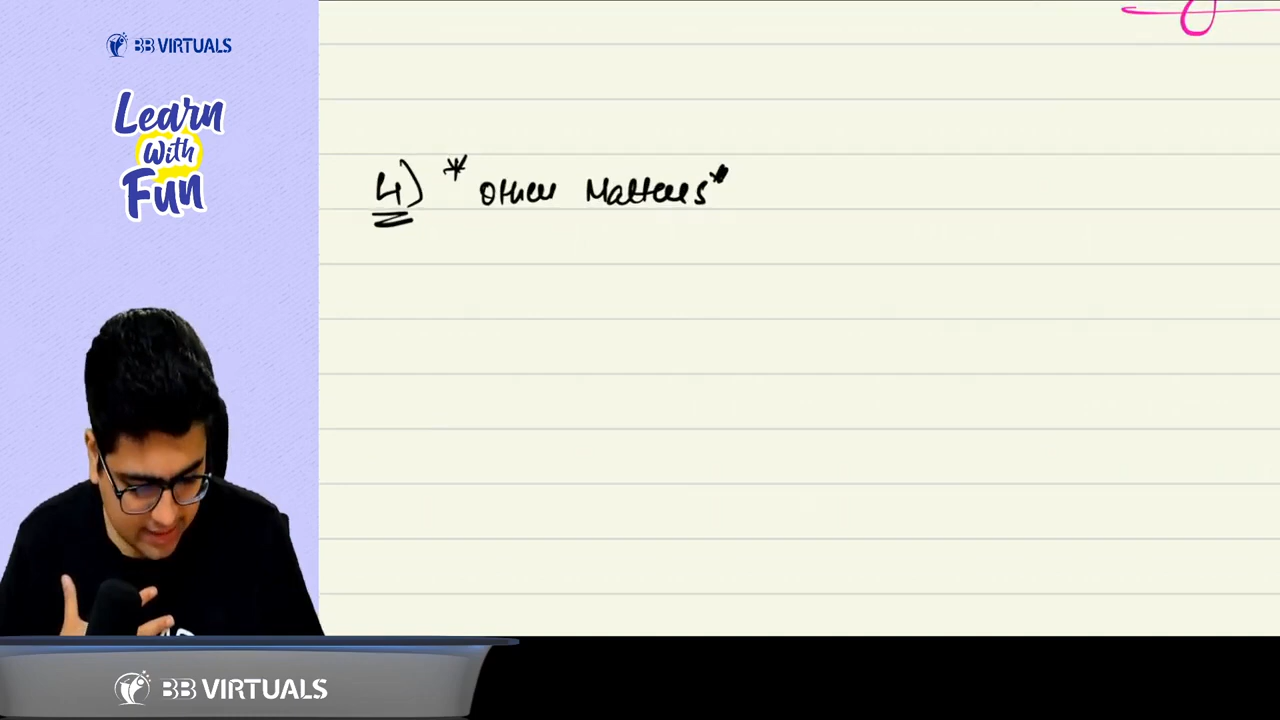 BB VIRTUALS
Learn
With
Fun
4) * Other Matters *
BB VIRTUALS